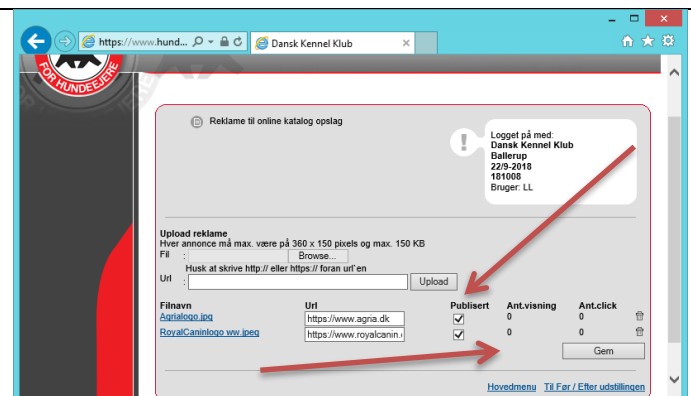 https://www.hund...
Dansk Kennel Klub
FOR HUNDEEJERE
Reklame til online katalog opslag
!
Logget på med:
Dansk Kennel Klub
Ballerup
22/9-2018
181008
Bruger: LL
Upload reklame
Hver annonce må max. være på 360 x 150 pixels og max. 150 KB
Fil : Browse...
Husk at skrive http:// eller https:// foran url'en
Url : Upload
Filnavn Url Publisert Ant.visning Ant.click
Agrialogo.jpg https://www.agria.dk 0 0
RoyalCaninlogo ww.jpeg https://www.royalcanin. 0 0
Gem
Hovedmenu Til Før / Efter udstillingen